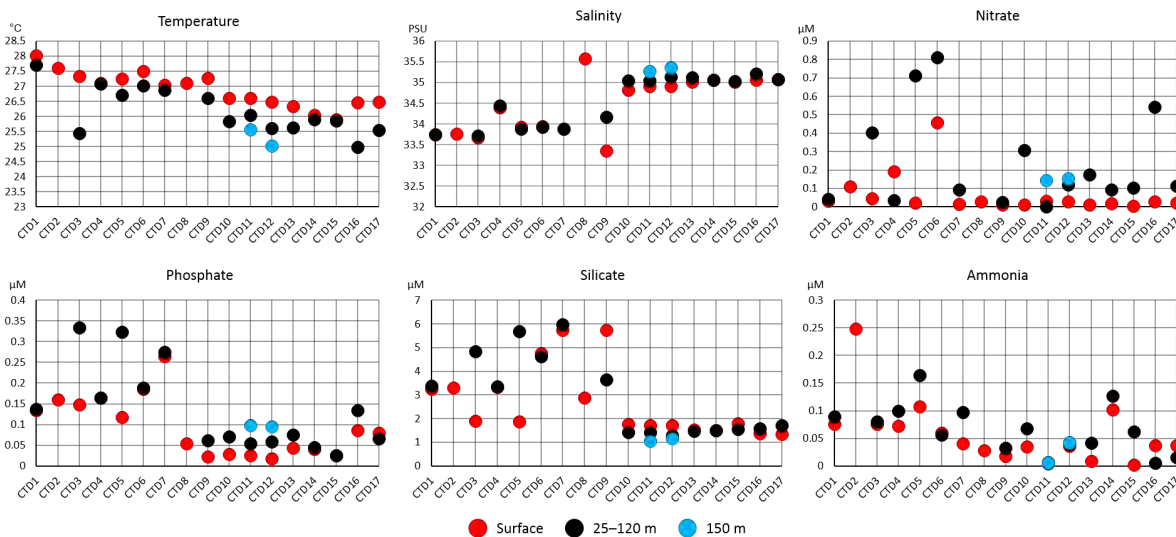 Temperature
°C
28.5
28
27.5
27
26.5
26
25.5
25
24.5
24
23.5
23
CTD1 CTD2 CTD3 CTD4 CTD5 CTD6 CTD7 CTD8 CTD9 CTD10 CTD11 CTD12 CTD13 CTD14 CTD15 CTD16 CTD17
Salinity
PSU
36
35.5
35
34.5
34
33.5
33
32.5
32
CTD1 CTD2 CTD3 CTD4 CTD5 CTD6 CTD7 CTD8 CTD9 CTD10 CTD11 CTD12 CTD13 CTD14 CTD15 CTD16 CTD17
Nitrate
µM
0.9
0.8
0.7
0.6
0.5
0.4
0.3
0.2
0.1
0
CTD1 CTD2 CTD3 CTD4 CTD5 CTD6 CTD7 CTD8 CTD9 CTD10 CTD11 CTD12 CTD13 CTD14 CTD15 CTD16 CTD17
Phosphate
µM
0.4
0.35
0.3
0.25
0.2
0.15
0.1
0.05
0
CTD1 CTD2 CTD3 CTD4 CTD5 CTD6 CTD7 CTD8 CTD9 CTD10 CTD11 CTD12 CTD13 CTD14 CTD15 CTD16 CTD17
Silicate
µM
7
6
5
4
3
2
1
0
CTD1 CTD2 CTD3 CTD4 CTD5 CTD6 CTD7 CTD8 CTD9 CTD10 CTD11 CTD12 CTD13 CTD14 CTD15 CTD16 CTD17
Ammonia
µM
0.3
0.25
0.2
0.15
0.1
0.05
0
CTD1 CTD2 CTD3 CTD4 CTD5 CTD6 CTD7 CTD8 CTD9 CTD10 CTD11 CTD12 CTD13 CTD14 CTD15 CTD16 CTD17
Surface 25–120 m 150 m